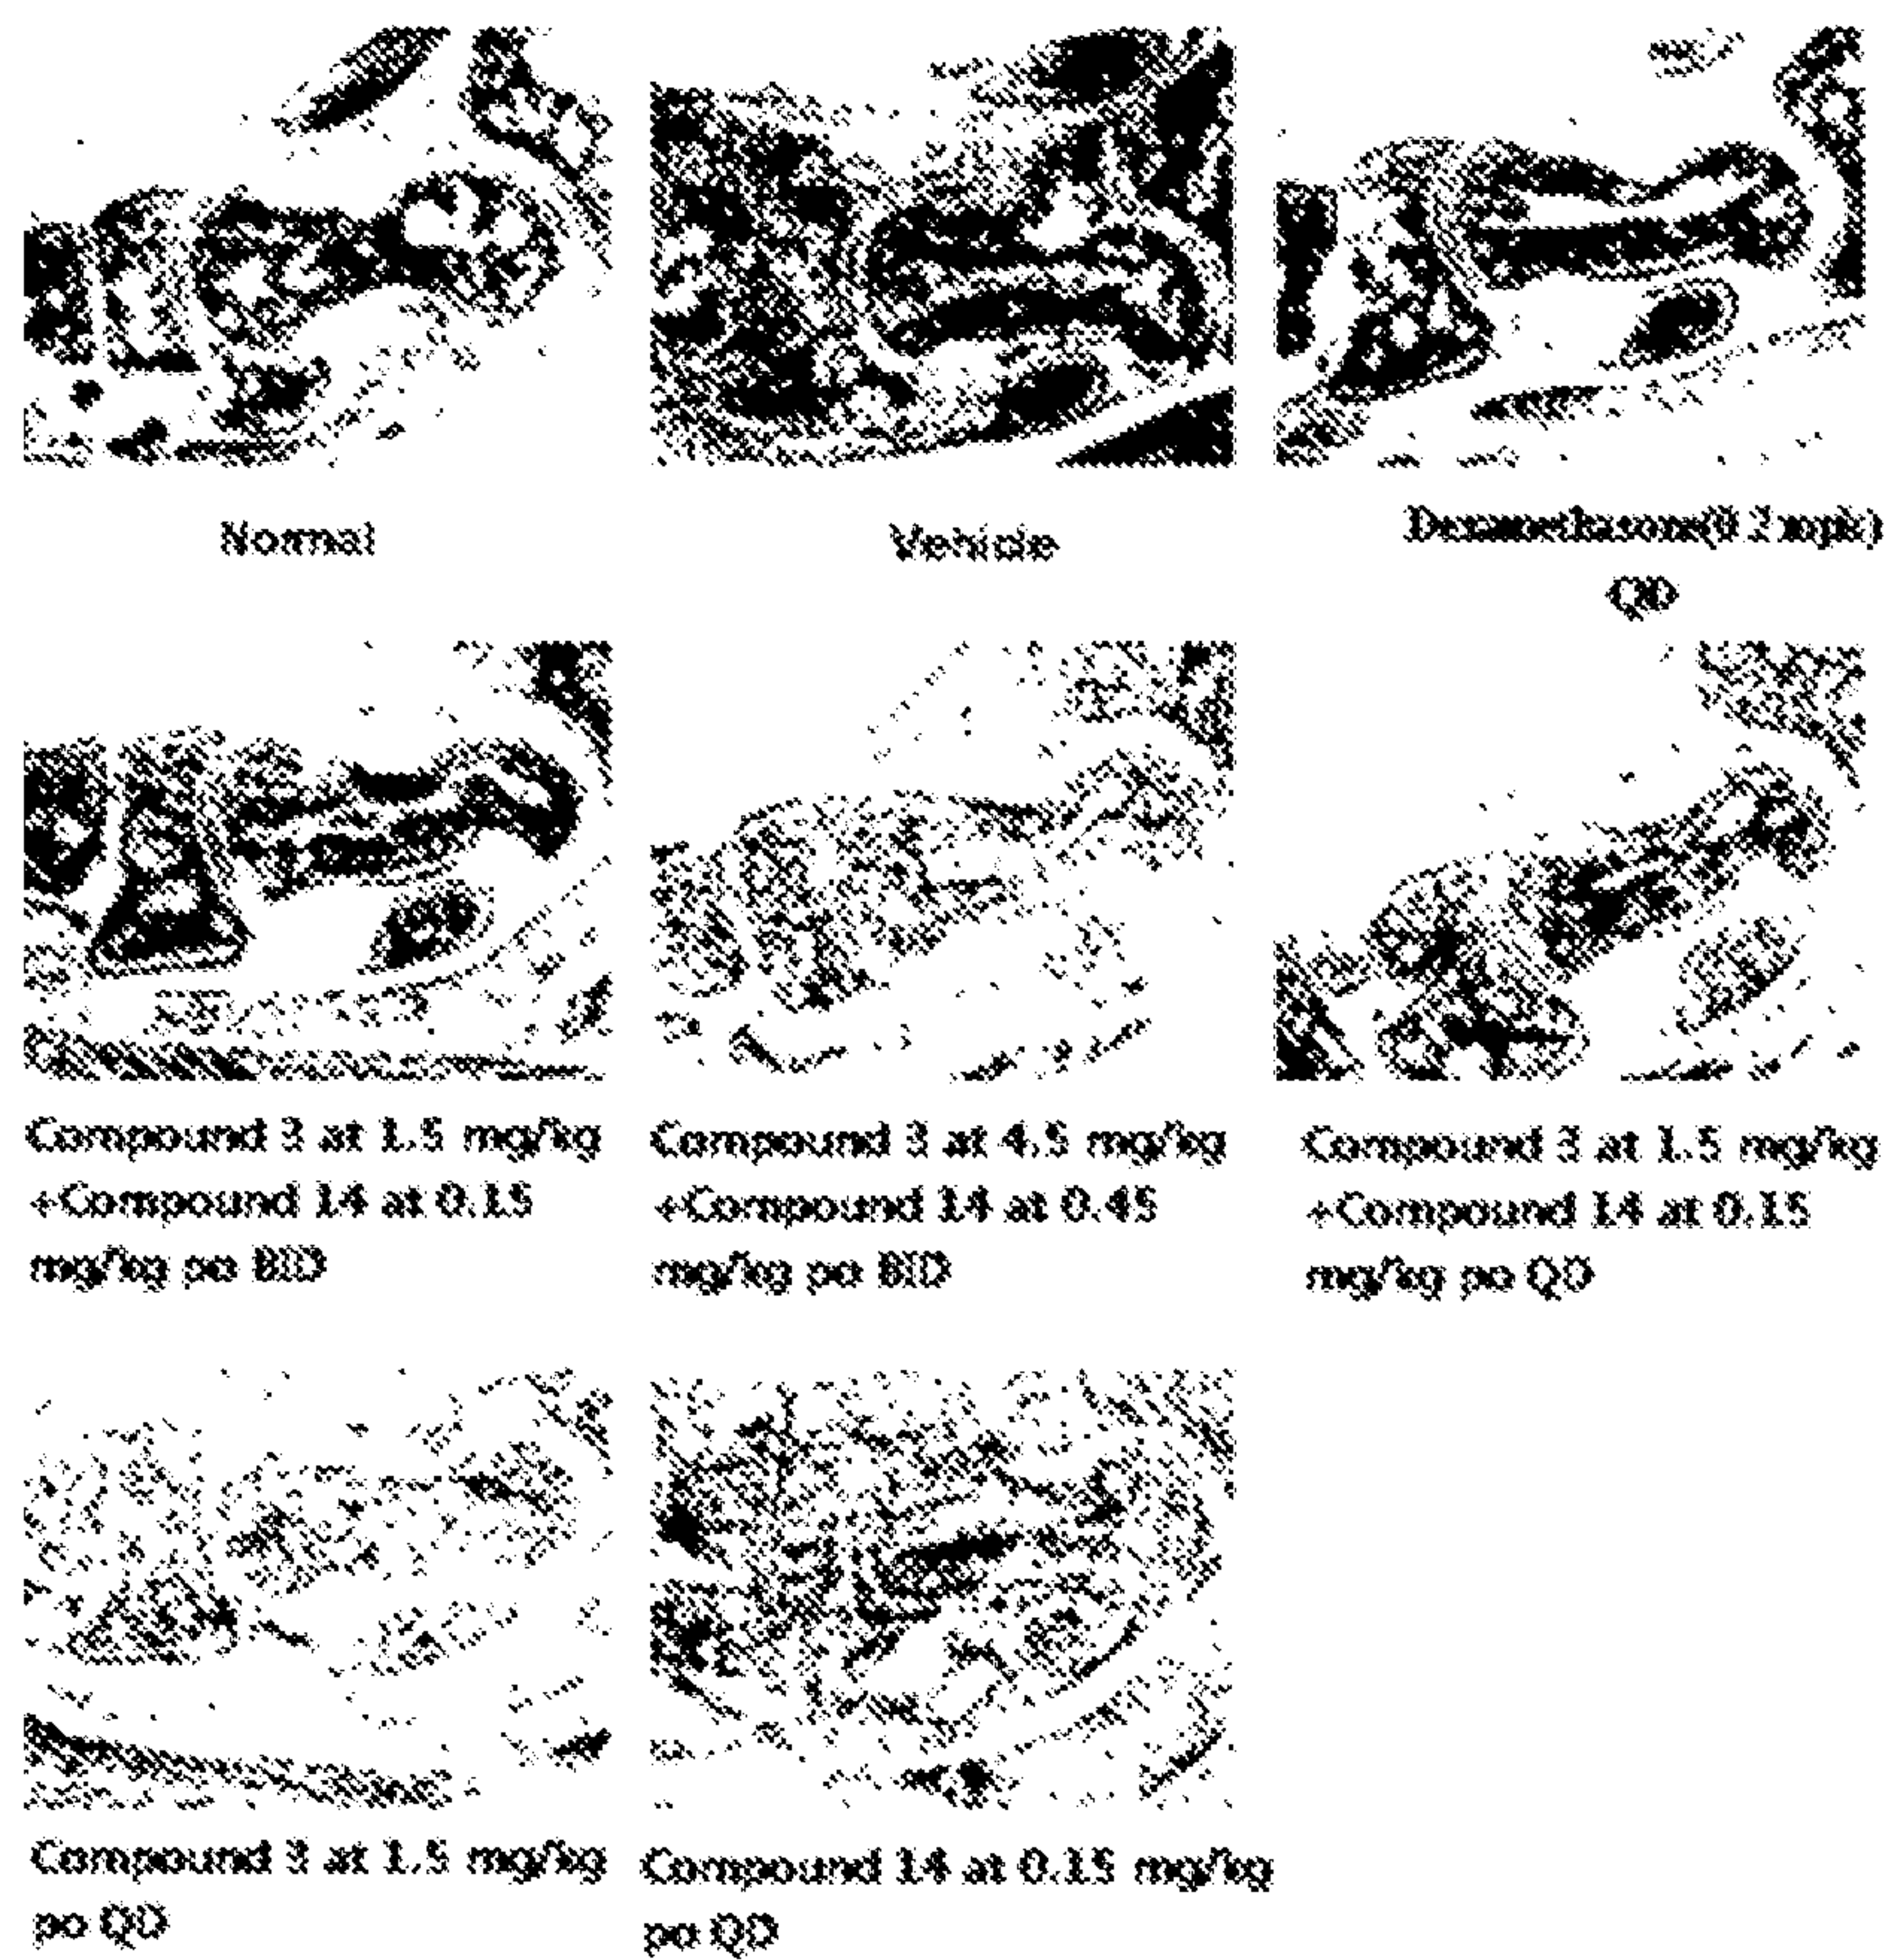 Normal
Vehicle
Dexamethasone(0.2 mpk)
QD
Compound 3 at 1.5 mg/kg
+Compound 14 at 0.15
mg/kg po BID
Compound 3 at 4.5 mg/kg
+Compound 14 at 0.45
mg/kg po BID
Compound 3 at 1.5 mg/kg
+Compound 14 at 0.15
mg/kg po QD
Compound 3 at 1.5 mg/kg
po QD
Compound 14 at 0.15 mg/kg
po QD